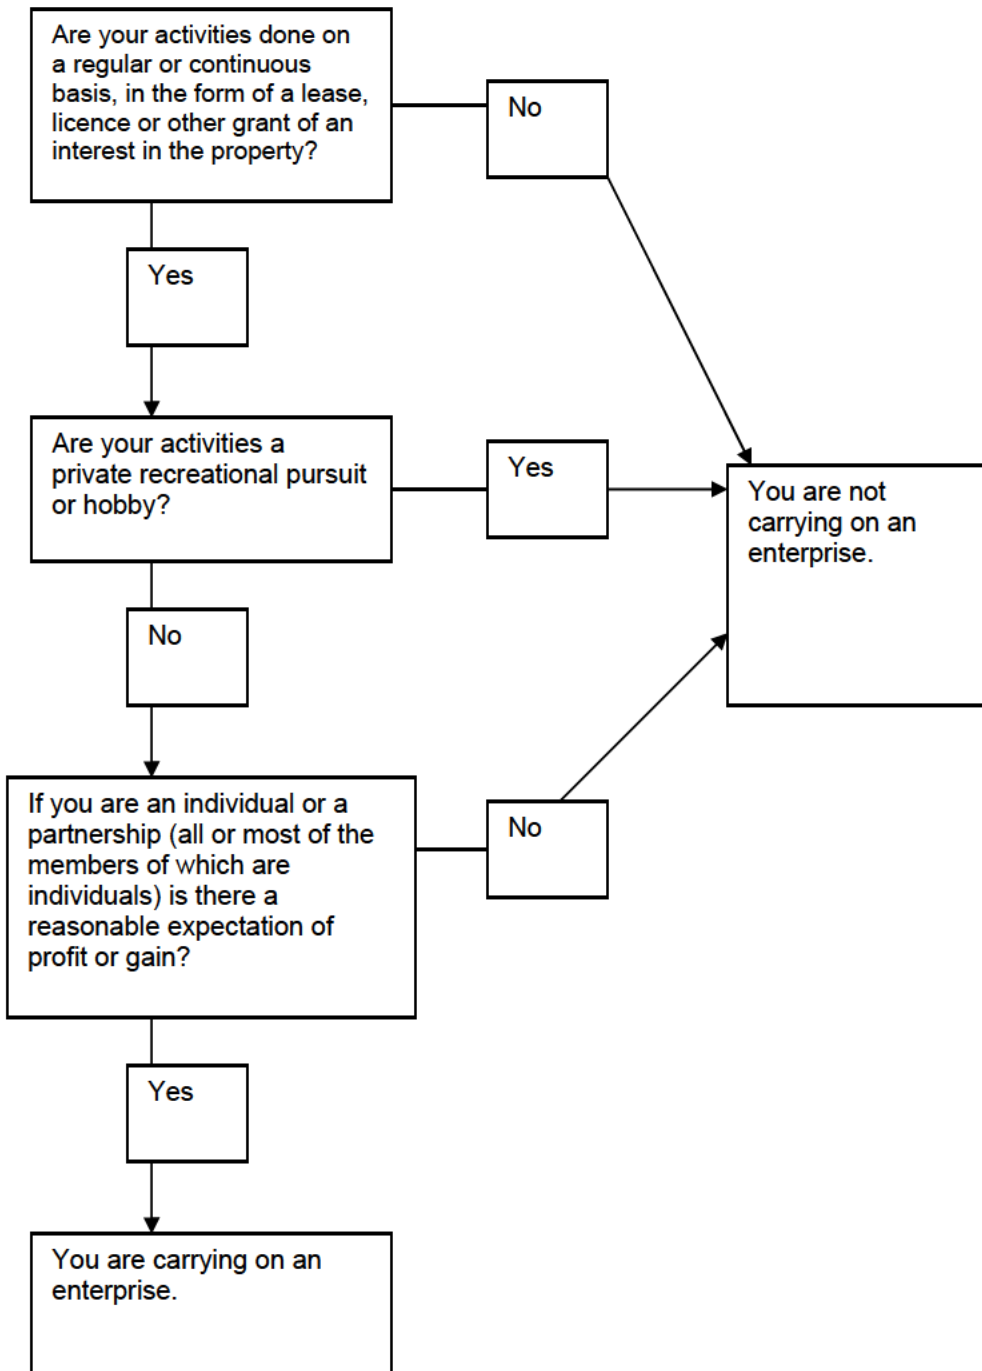 Are your activities done on
a regular or continuous
basis, in the form of a lease,
licence or other grant of an
interest in the property?
No
Yes
Are your activities a
private recreational pursuit
or hobby?
Yes
You are not
carrying on an
enterprise.
No
If you are an individual or a
partnership (all or most of the
members of which are
individuals) is there a
reasonable expectation of
profit or gain?
No
Yes
You are carrying on an
enterprise.